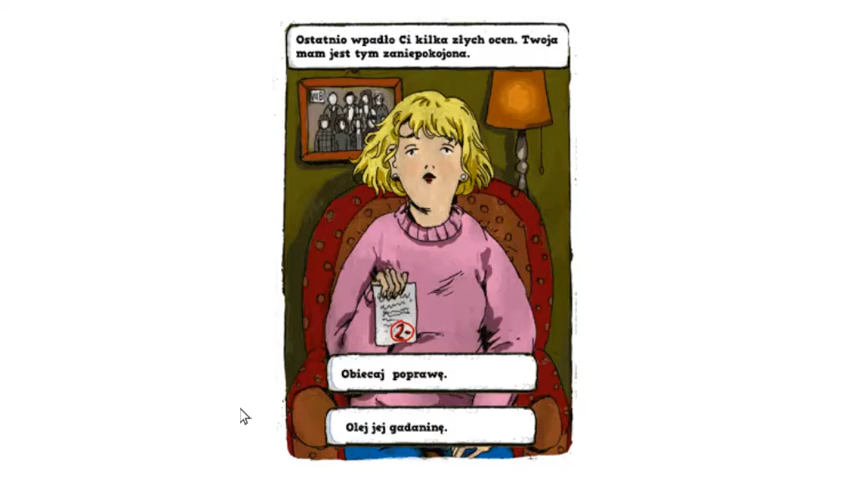 Ostatnio wpadło Ci kilka złych ocen. Twoja
mam jest tym zaniepokojona.
2-
Obiecaj poprawę.
Olej jej gadaninę.